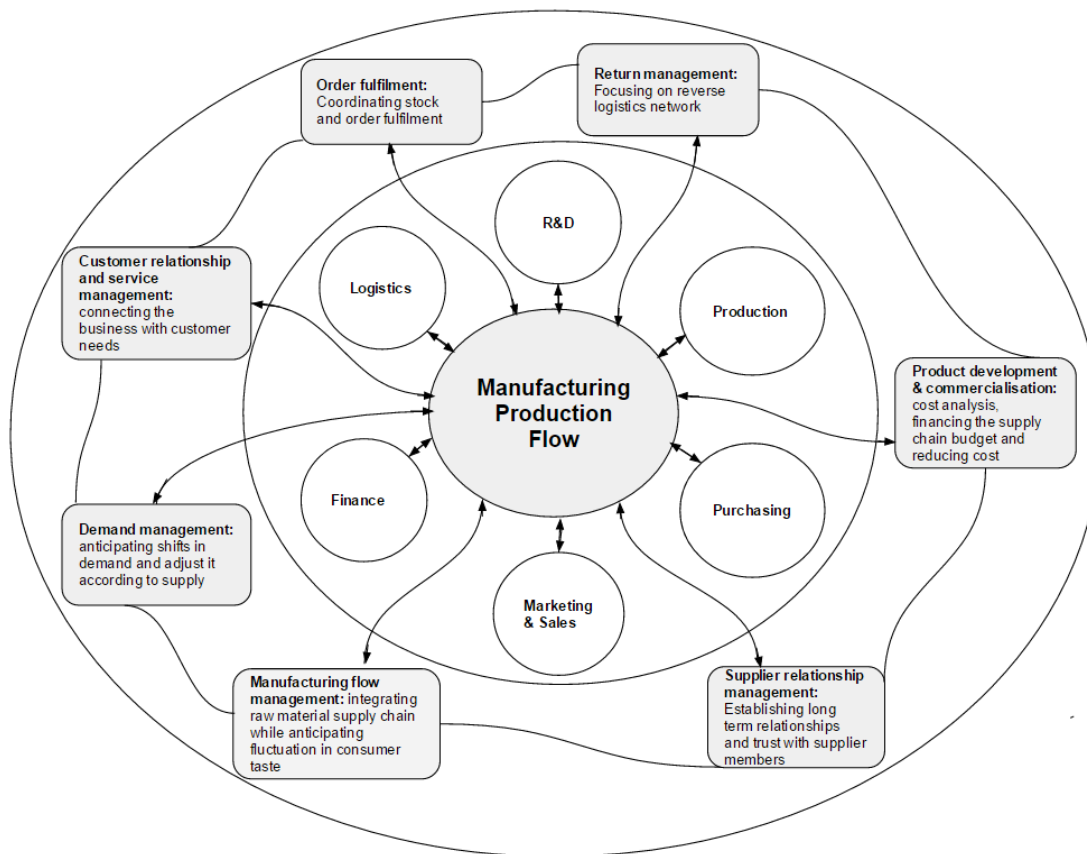 Order fulfilment:
Coordinating stock
and order fulfilment
Return management:
Focusing on reverse
logistics network
R&D
Customer relationship
and service
management:
connecting the
business with customer
needs
Logistics
Production
Manufacturing
Production
Flow
Product development
& commercialisation:
cost analysis,
financing the supply
chain budget and
reducing cost
Finance
Purchasing
Demand management:
anticipating shifts in
demand and adjust it
according to supply
Marketing
& Sales
Manufacturing flow
management: integrating
raw material supply chain
while anticipating
fluctuation in consumer
taste
Supplier relationship
management:
Establishing long
term relationships
and trust with supplier
members